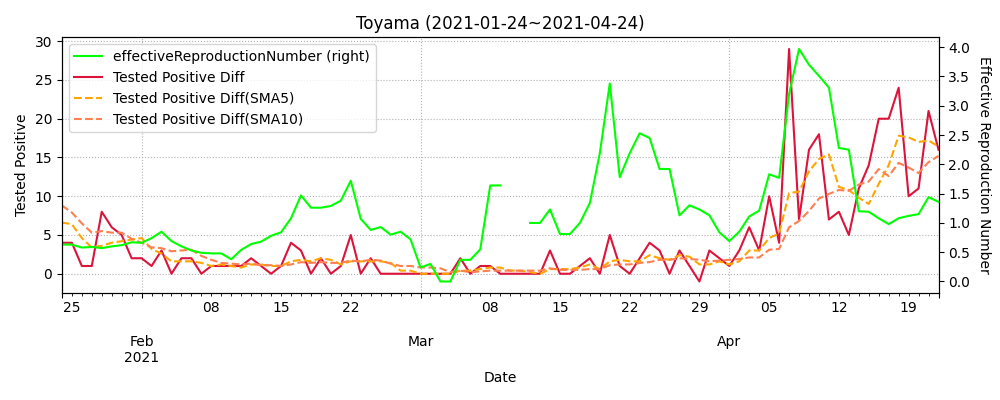 Toyama (2021-01-24~2021-04-24)
effectiveReproductionNumber (right)
Tested Positive Diff
Tested Positive Diff(SMA5)
Tested Positive Diff(SMA10)
Tested Positive
30
25
20
15
10
5
0
Effective Reproduction Number
4.0
3.5
3.0
2.5
2.0
1.5
1.0
0.5
0.0
25 08 15 22 08 15 22 29 05 12 19
Feb Mar Apr
2021
Date